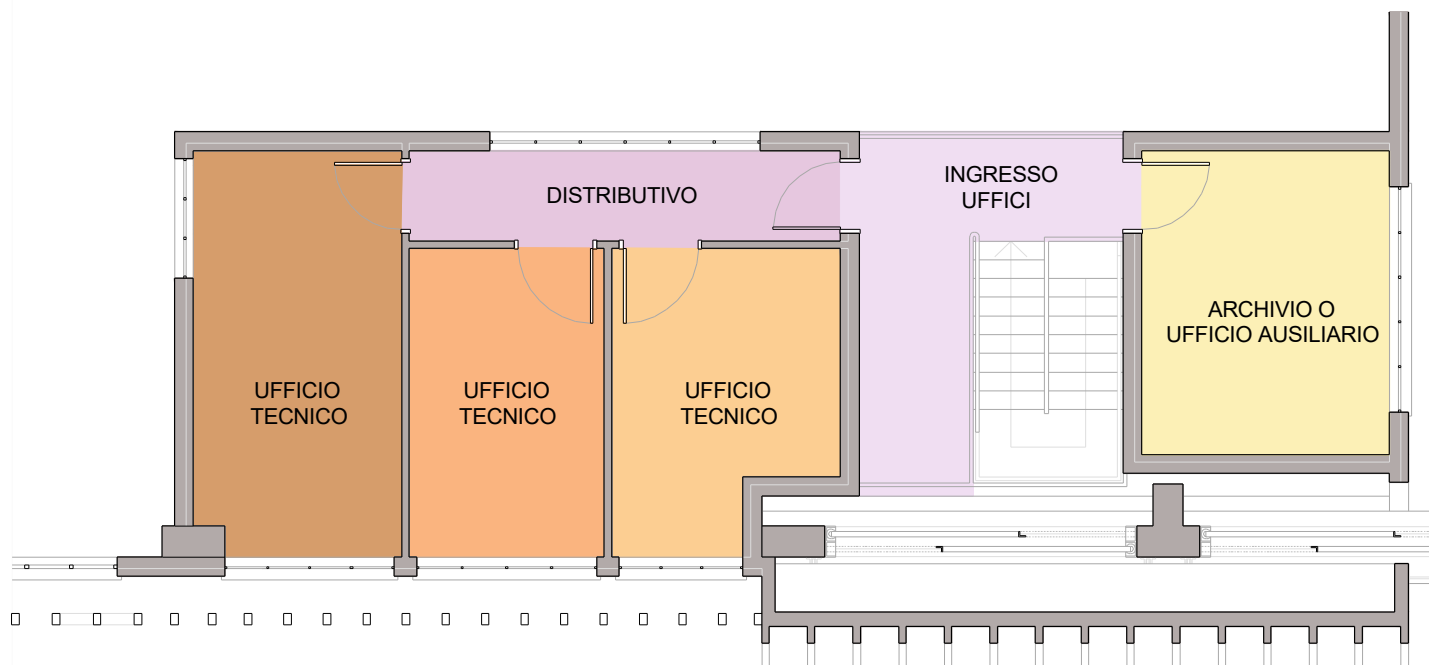 DISTRIBUTIVO
INGRESSO
UFFICI
ARCHIVIO O
UFFICIO AUSILIARIO
UFFICIO
TECNICO
UFFICIO
TECNICO
UFFICIO
TECNICO